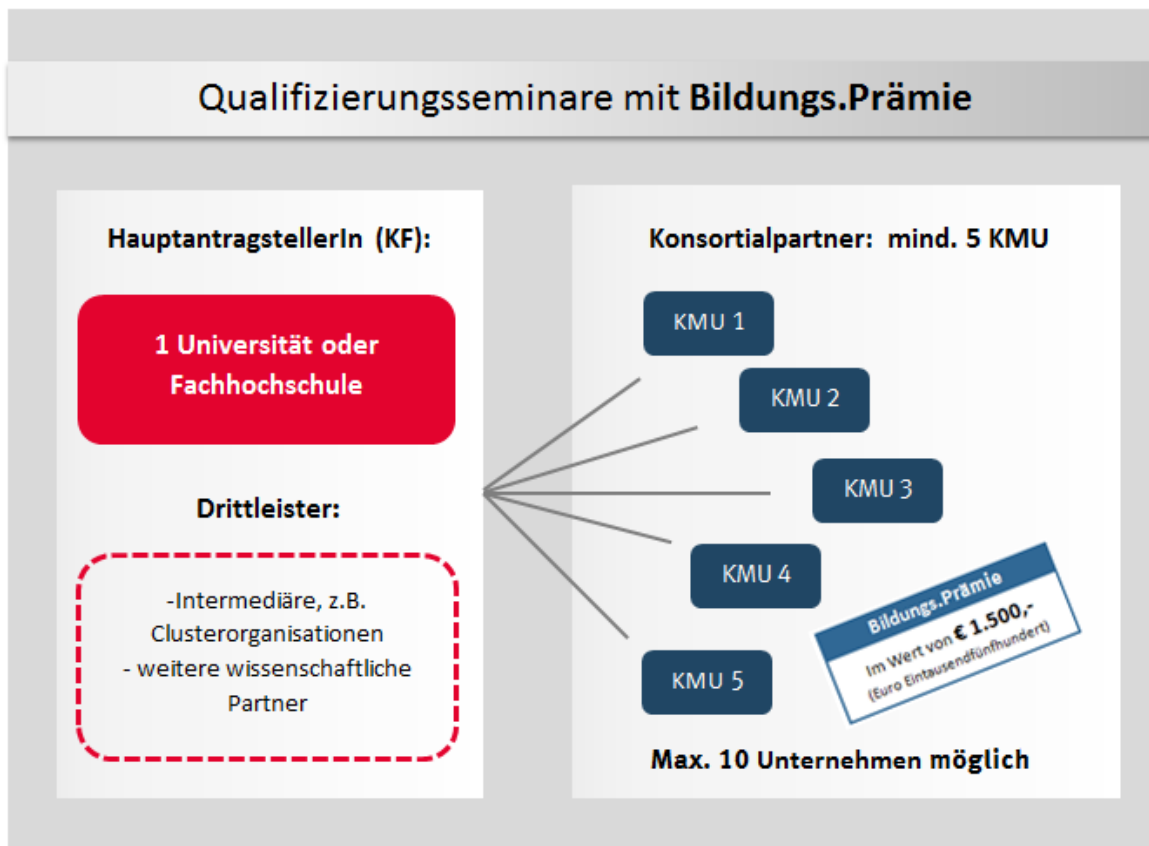 Qualifizierungsseminare mit Bildungs.Prämie
HauptantragstellerIn (KF):
1 Universität oder
Fachhochschule
Drittleister:
-Intermediäre, z.B.
Clusterorganisationen
- weitere wissenschaftliche
Partner
Konsortialpartner: mind. 5 KMU
KMU 1
KMU 2
KMU 3
KMU 4
KMU 5
Bildungs.Prämie
Im Wert von € 1.500,-
(Euro Eintausendfünfhundert)
Max. 10 Unternehmen möglich